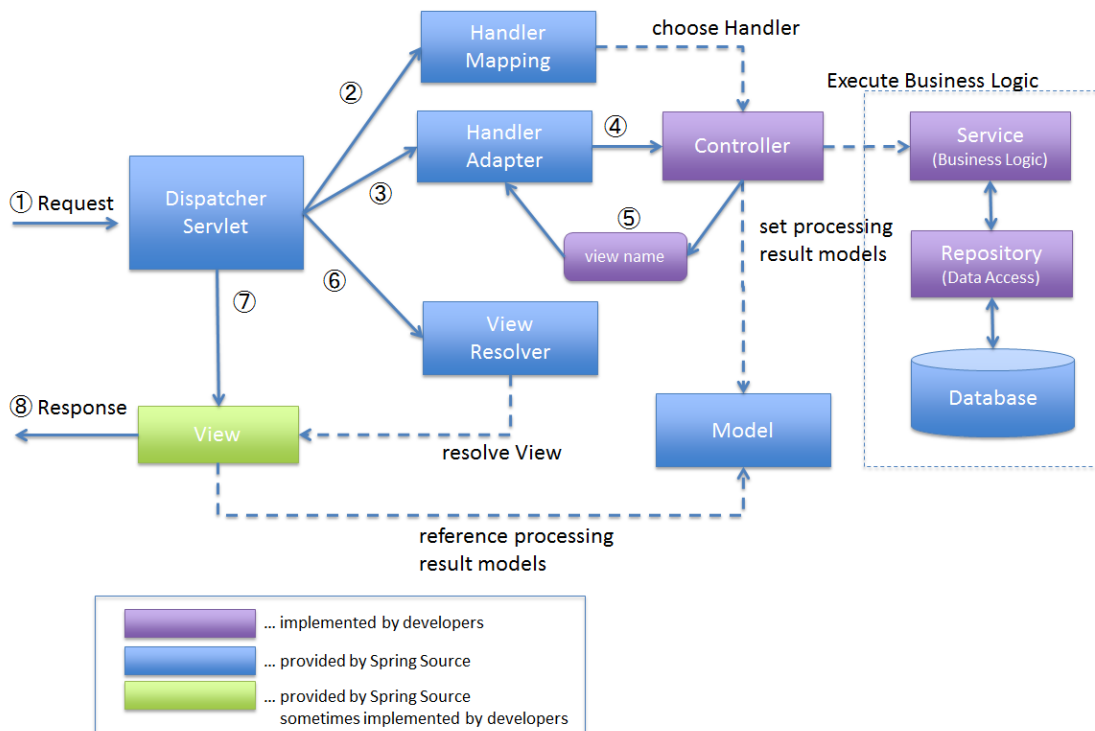 Handler
Mapping
choose Handler
②
Execute Business Logic
Handler
Adapter
④
Controller
Service
(Business Logic)
① Request
Dispatcher
Servlet
③
⑤
view name
set processing
result models
Repository
(Data Access)
⑥
⑦
View
Resolver
Database
⑧ Response
View
resolve View
Model
reference processing
result models
... implemented by developers
... provided by Spring Source
... provided by Spring Source
sometimes implemented by developers